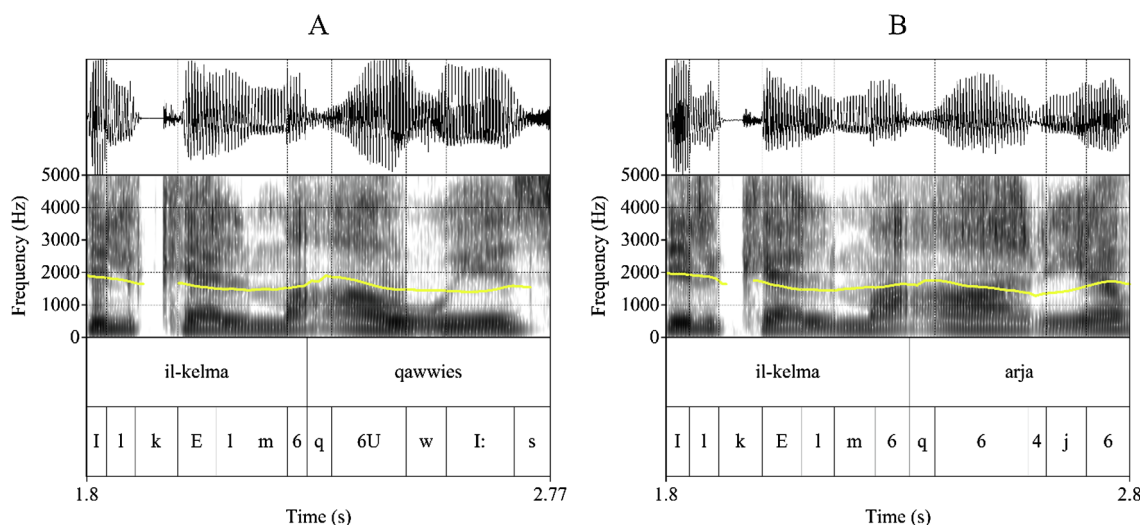 A
B
5000
4000
3000
2000
1000
0
Frequency (Hz)
il-kelma qawwies
I l k E l m 6 q 6U w I: s
1.8 2.77
Time (s)
5000
4000
3000
2000
1000
0
Frequency (Hz)
il-kelma arja
I l k E l m 6 q 6 4 j 6
1.8 2.8
Time (s)